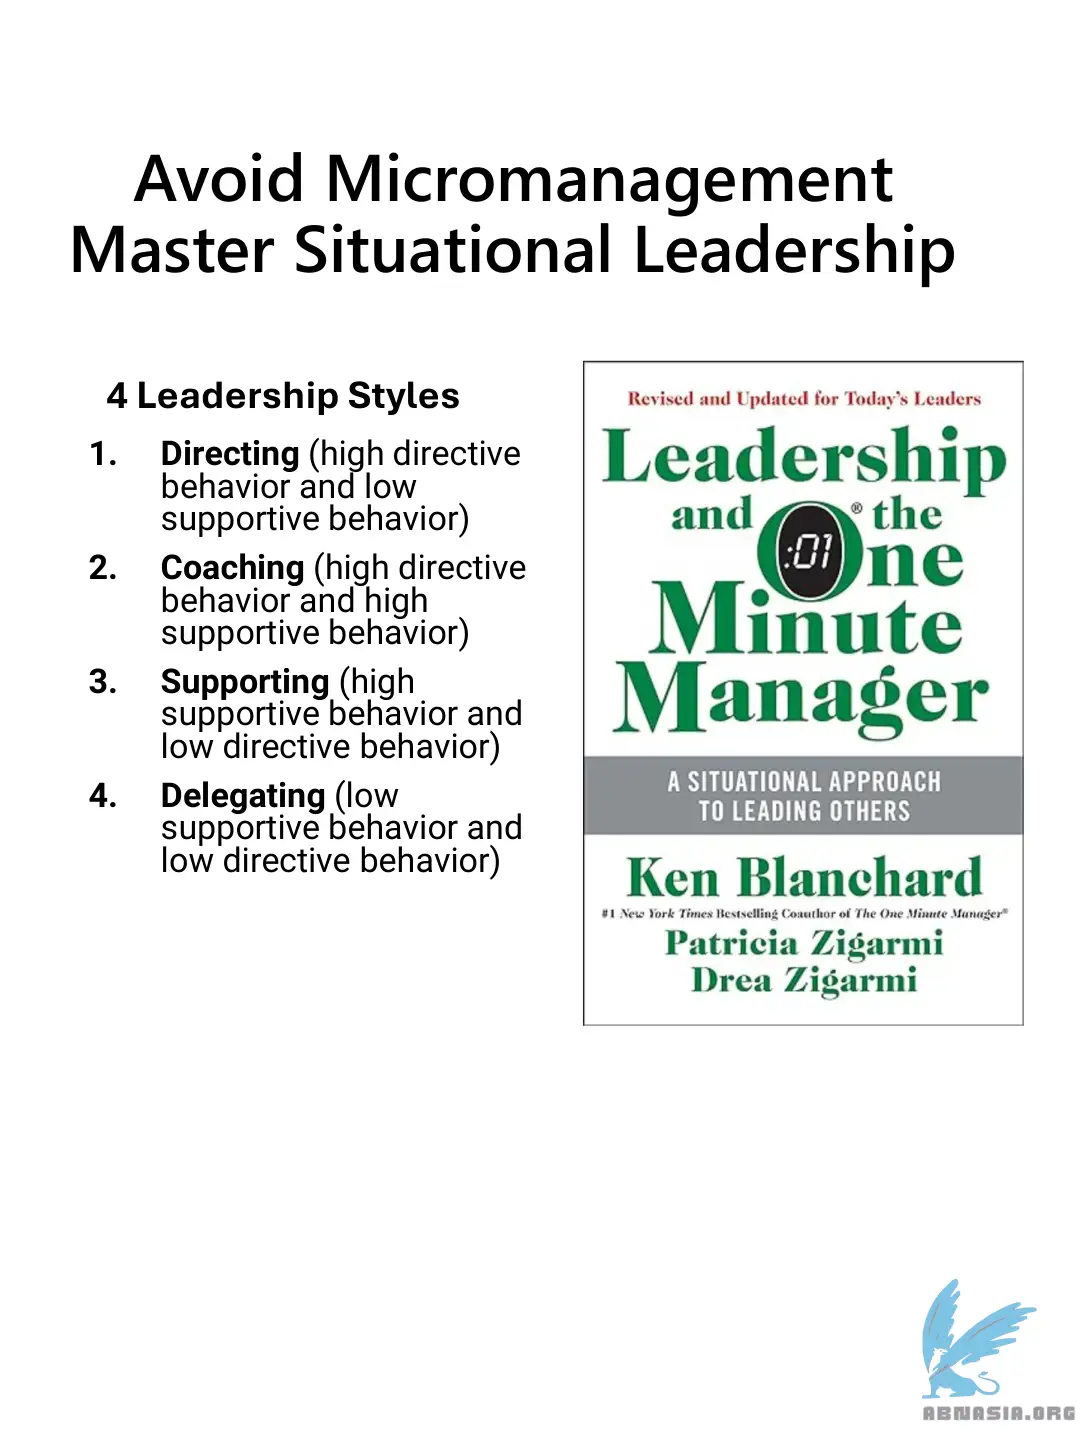 Avoid Micromanagement
Master Situational Leadership
4 Leadership Styles
1. Directing (high directive
behavior and low
supportive behavior)
2. Coaching (high directive
behavior and high
supportive behavior)
3. Supporting (high
supportive behavior and
low directive behavior)
4. Delegating (low
supportive behavior and
low directive behavior)
Revised and Updated for Today's Leaders
Leadership
and One® the
:01
Minute
Manager
A SITUATIONAL APPROACH
TO LEADING OTHERS
Ken Blanchard
#1 New York Times Bestselling Coauthor of The One Minute Manager®
Patricia Zigarmi
Drea Zigarmi
ABNASIA.ORG